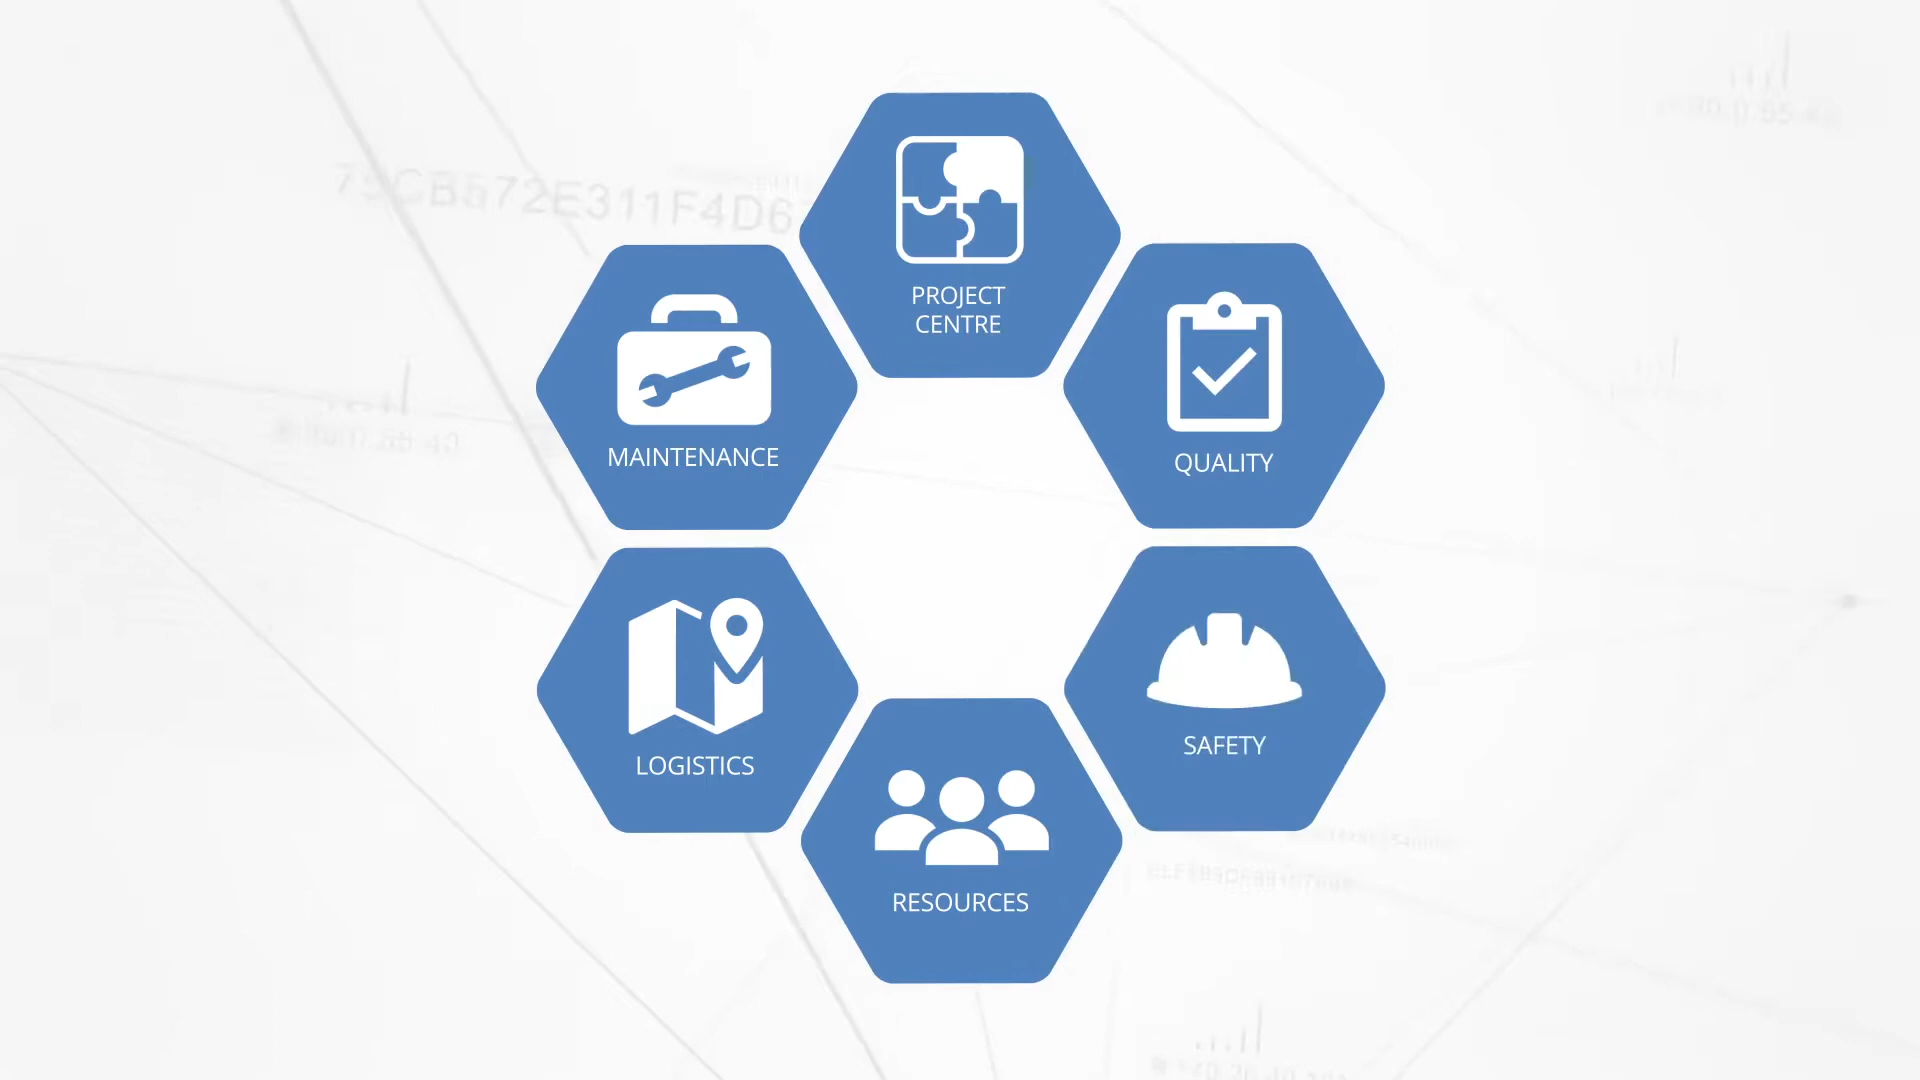 PROJECT
CENTRE
MAINTENANCE
QUALITY
LOGISTICS
SAFETY
RESOURCES